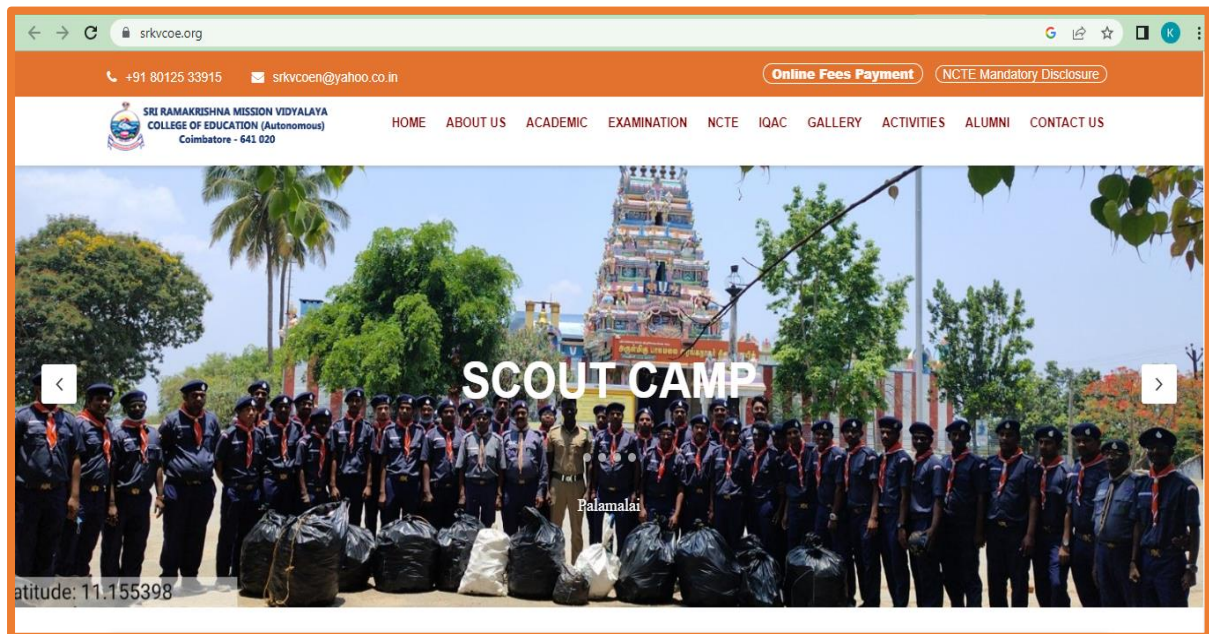 srkvcoe.org
+91 80125 33915 srkvcoen@yahoo.co.in Online Fees Payment NCTE Mandatory Disclosure
SRI RAMAKRISHNA MISSION VIDYALAYA
COLLEGE OF EDUCATION (Autonomous)
Coimbatore - 641 020
HOME ABOUT US ACADEMIC EXAMINATION NCTE IQAC GALLERY ACTIVITIES ALUMNI CONTACT US
SCOUT CAMP
Palamalai
atitude: 11.155398